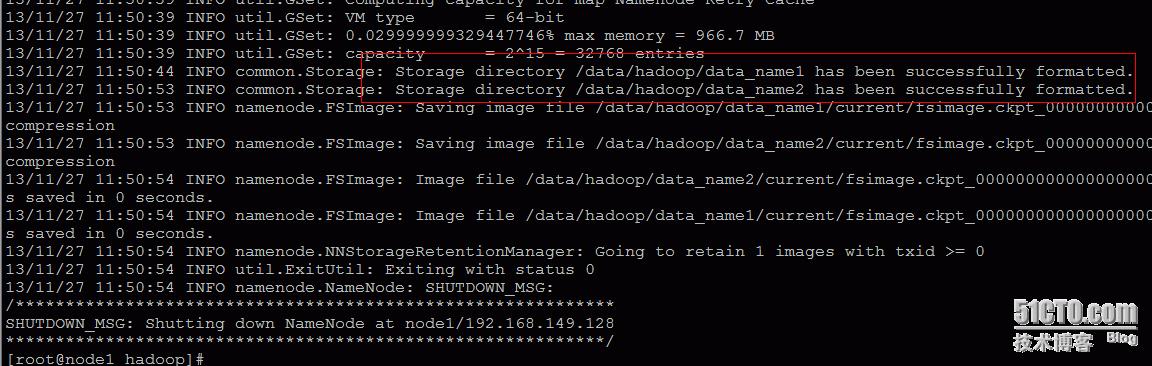 13/11/27 11:50:39 INFO util.GSet: Computing capacity for map Namenode Retry Cache
13/11/27 11:50:39 INFO util.GSet: VM type       = 64-bit
13/11/27 11:50:39 INFO util.GSet: 0.029999999329447746% max memory = 966.7 MB
13/11/27 11:50:39 INFO util.GSet: capacity      = 2^15 = 32768 entries
13/11/27 11:50:44 INFO common.Storage: Storage directory /data/hadoop/data_name1 has been successfully formatted.
13/11/27 11:50:53 INFO common.Storage: Storage directory /data/hadoop/data_name2 has been successfully formatted.
13/11/27 11:50:53 INFO namenode.FSImage: Saving image file /data/hadoop/data_name1/current/fsimage.ckpt_0000000000
compression
13/11/27 11:50:53 INFO namenode.FSImage: Saving image file /data/hadoop/data_name2/current/fsimage.ckpt_0000000000
compression
13/11/27 11:50:54 INFO namenode.FSImage: Image file /data/hadoop/data_name2/current/fsimage.ckpt_0000000000000000000
s saved in 0 seconds.
13/11/27 11:50:54 INFO namenode.FSImage: Image file /data/hadoop/data_name1/current/fsimage.ckpt_0000000000000000000
s saved in 0 seconds.
13/11/27 11:50:54 INFO namenode.NNStorageRetentionManager: Going to retain 1 images with txid >= 0
13/11/27 11:50:54 INFO util.ExitUtil: Exiting with status 0
13/11/27 11:50:54 INFO namenode.NameNode: SHUTDOWN_MSG:
/************************************************************
SHUTDOWN_MSG: Shutting down NameNode at node1/192.168.149.128
************************************************************/
[root@node1 hadoop]#
51CTO.com
技术博客 Blog